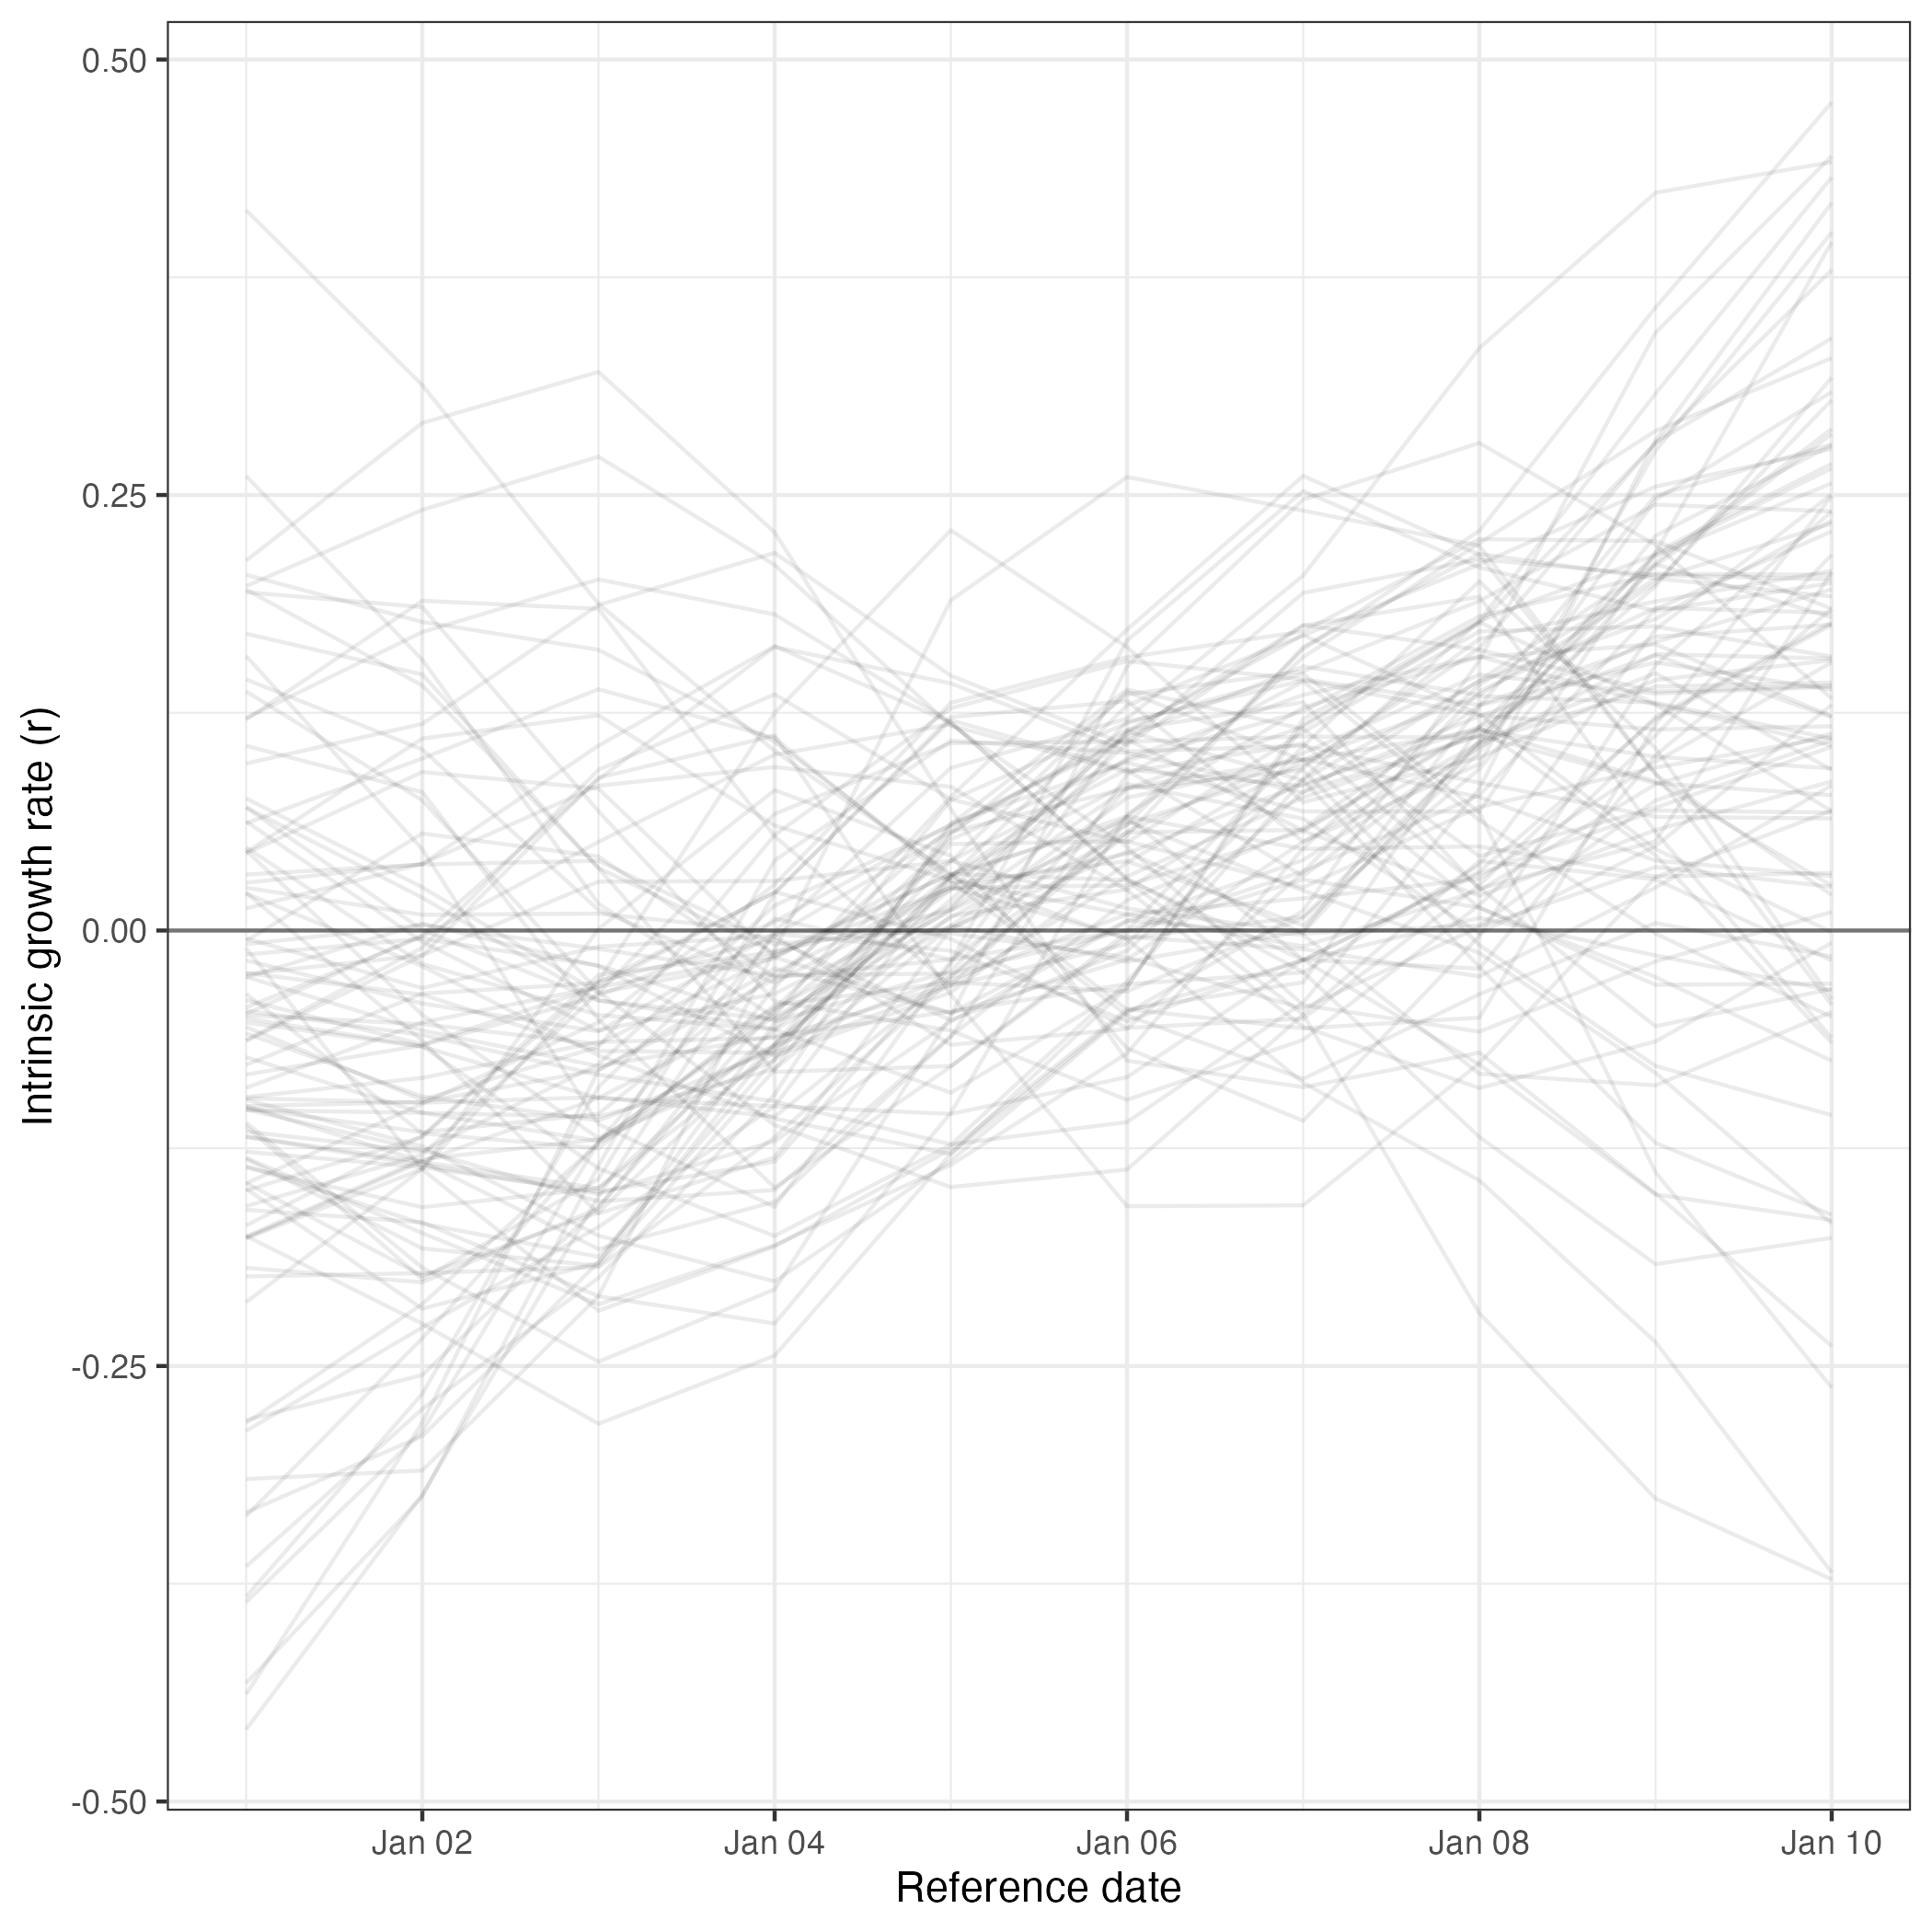 Intrinsic growth rate (r)
0.50
0.25
0.00
-0.25
-0.50
Jan 02
Jan 04
Jan 06
Jan 08
Jan 10
Reference date